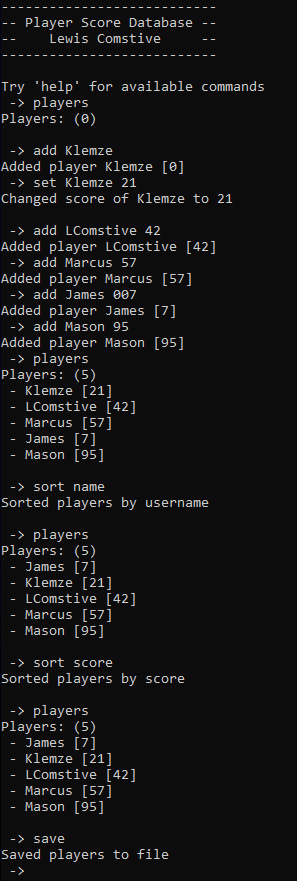 ---------------------------
-- Player Score Database --
--    Lewis Comstive     --
---------------------------
Try 'help' for available commands
-> players
Players: (0)
-> add Klemze
Added player Klemze [0]
-> set Klemze 21
Changed score of Klemze to 21
-> add LComstive 42
Added player LComstive [42]
-> add Marcus 57
Added player Marcus [57]
-> add James 007
Added player James [7]
-> add Mason 95
Added player Mason [95]
-> players
Players: (5)
- Klemze [21]
- LComstive [42]
- Marcus [57]
- James [7]
- Mason [95]
-> sort name
Sorted players by username
-> players
Players: (5)
- James [7]
- Klemze [21]
- LComstive [42]
- Marcus [57]
- Mason [95]
-> sort score
Sorted players by score
-> players
Players: (5)
- James [7]
- Klemze [21]
- LComstive [42]
- Marcus [57]
- Mason [95]
-> save
Saved players to file
->